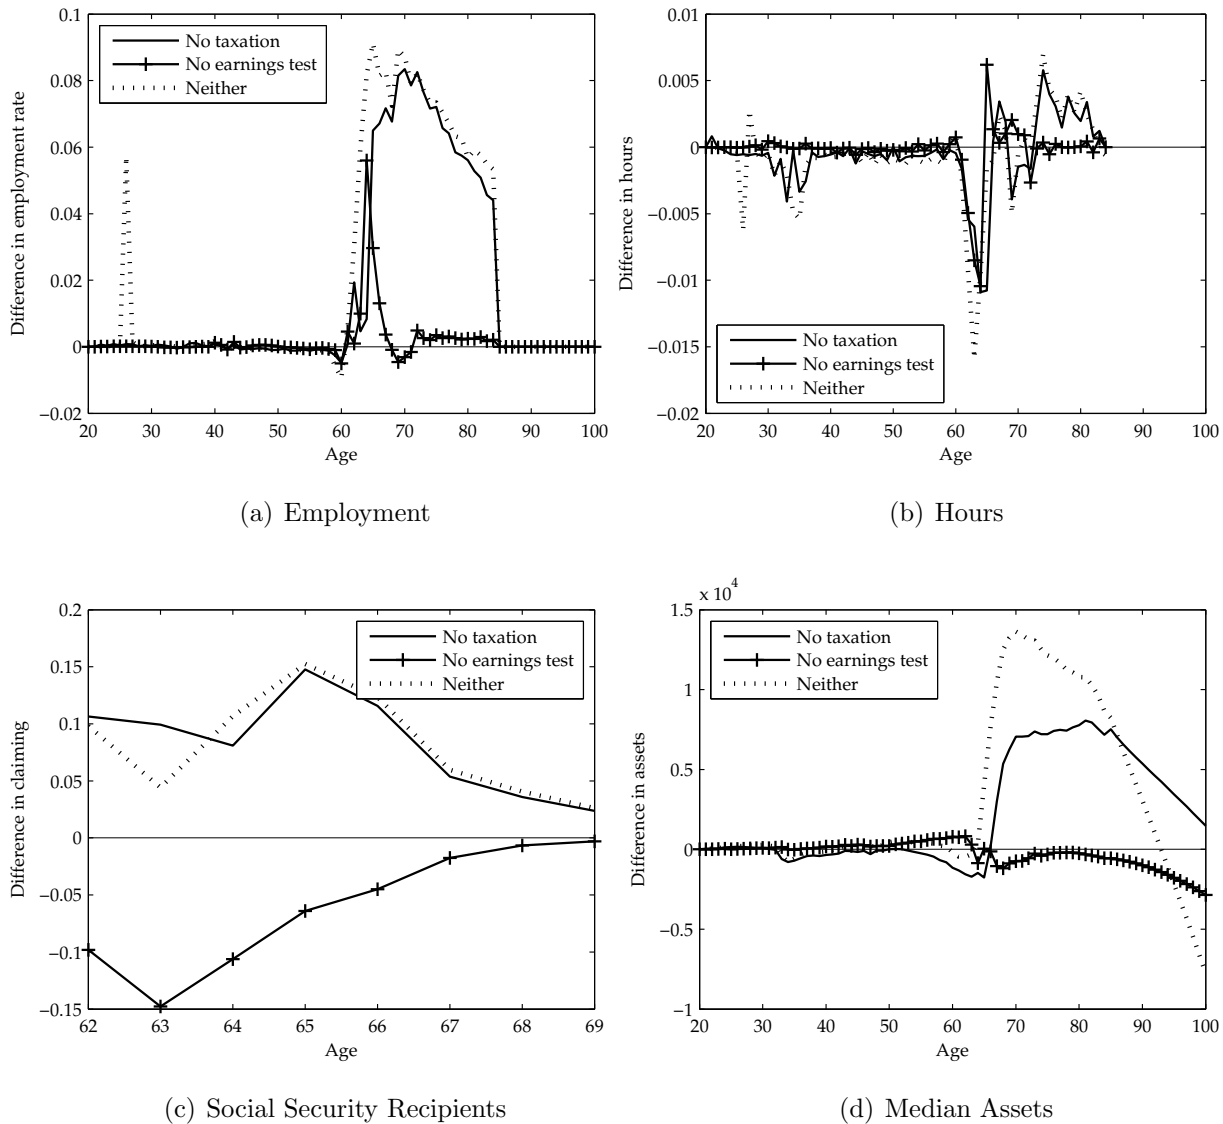 0.1
0.08
0.06
0.04
0.02
0
−0.02
Difference in employment rate
No taxation
No earnings test
Neither
20 30 40 50 60 70 80 90 100
Age
(a) Employment
0.01
0.005
0
−0.005
−0.01
−0.015
−0.02
Difference in hours
No taxation
No earnings test
Neither
20 30 40 50 60 70 80 90 100
Age
(b) Hours
0.2
0.15
0.1
0.05
0
−0.05
−0.1
−0.15
Difference in claiming
No taxation
No earnings test
Neither
62 63 64 65 66 67 68 69
Age
(c) Social Security Recipients
x 10^4
1.5
1
0.5
0
−0.5
−1
Difference in assets
No taxation
No earnings test
Neither
20 30 40 50 60 70 80 90 100
Age
(d) Median Assets